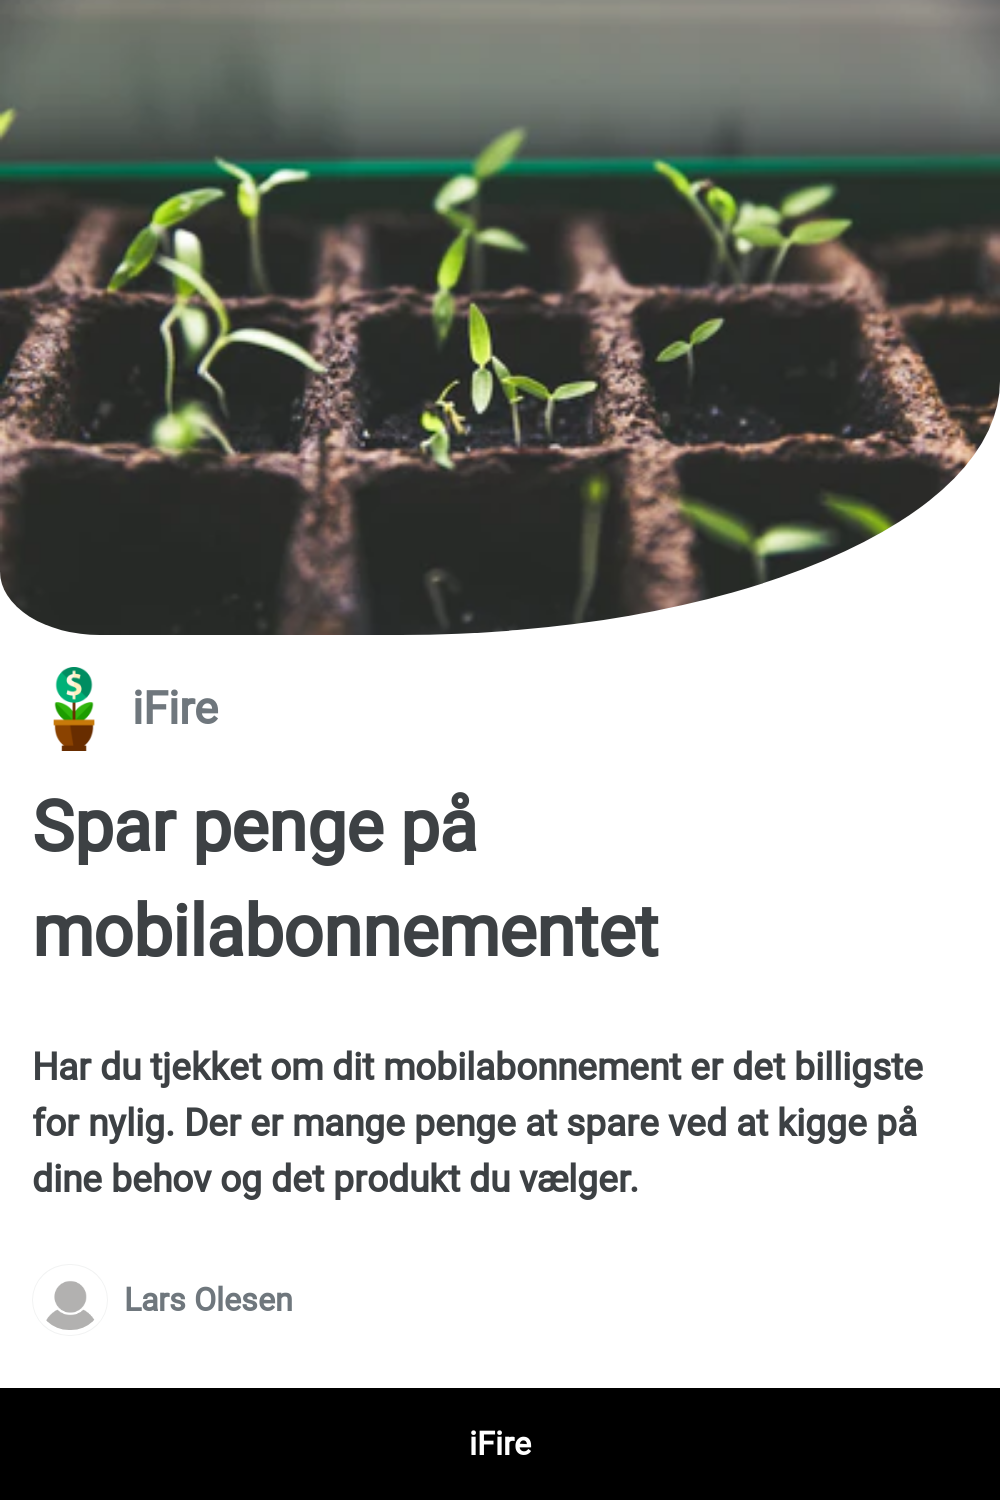 $
iFire
Spar penge på
mobilabonnementet
Har du tjekket om dit mobilabonnement er det billigste
for nylig. Der er mange penge at spare ved at kigge på
dine behov og det produkt du vælger.
Lars Olesen
iFire